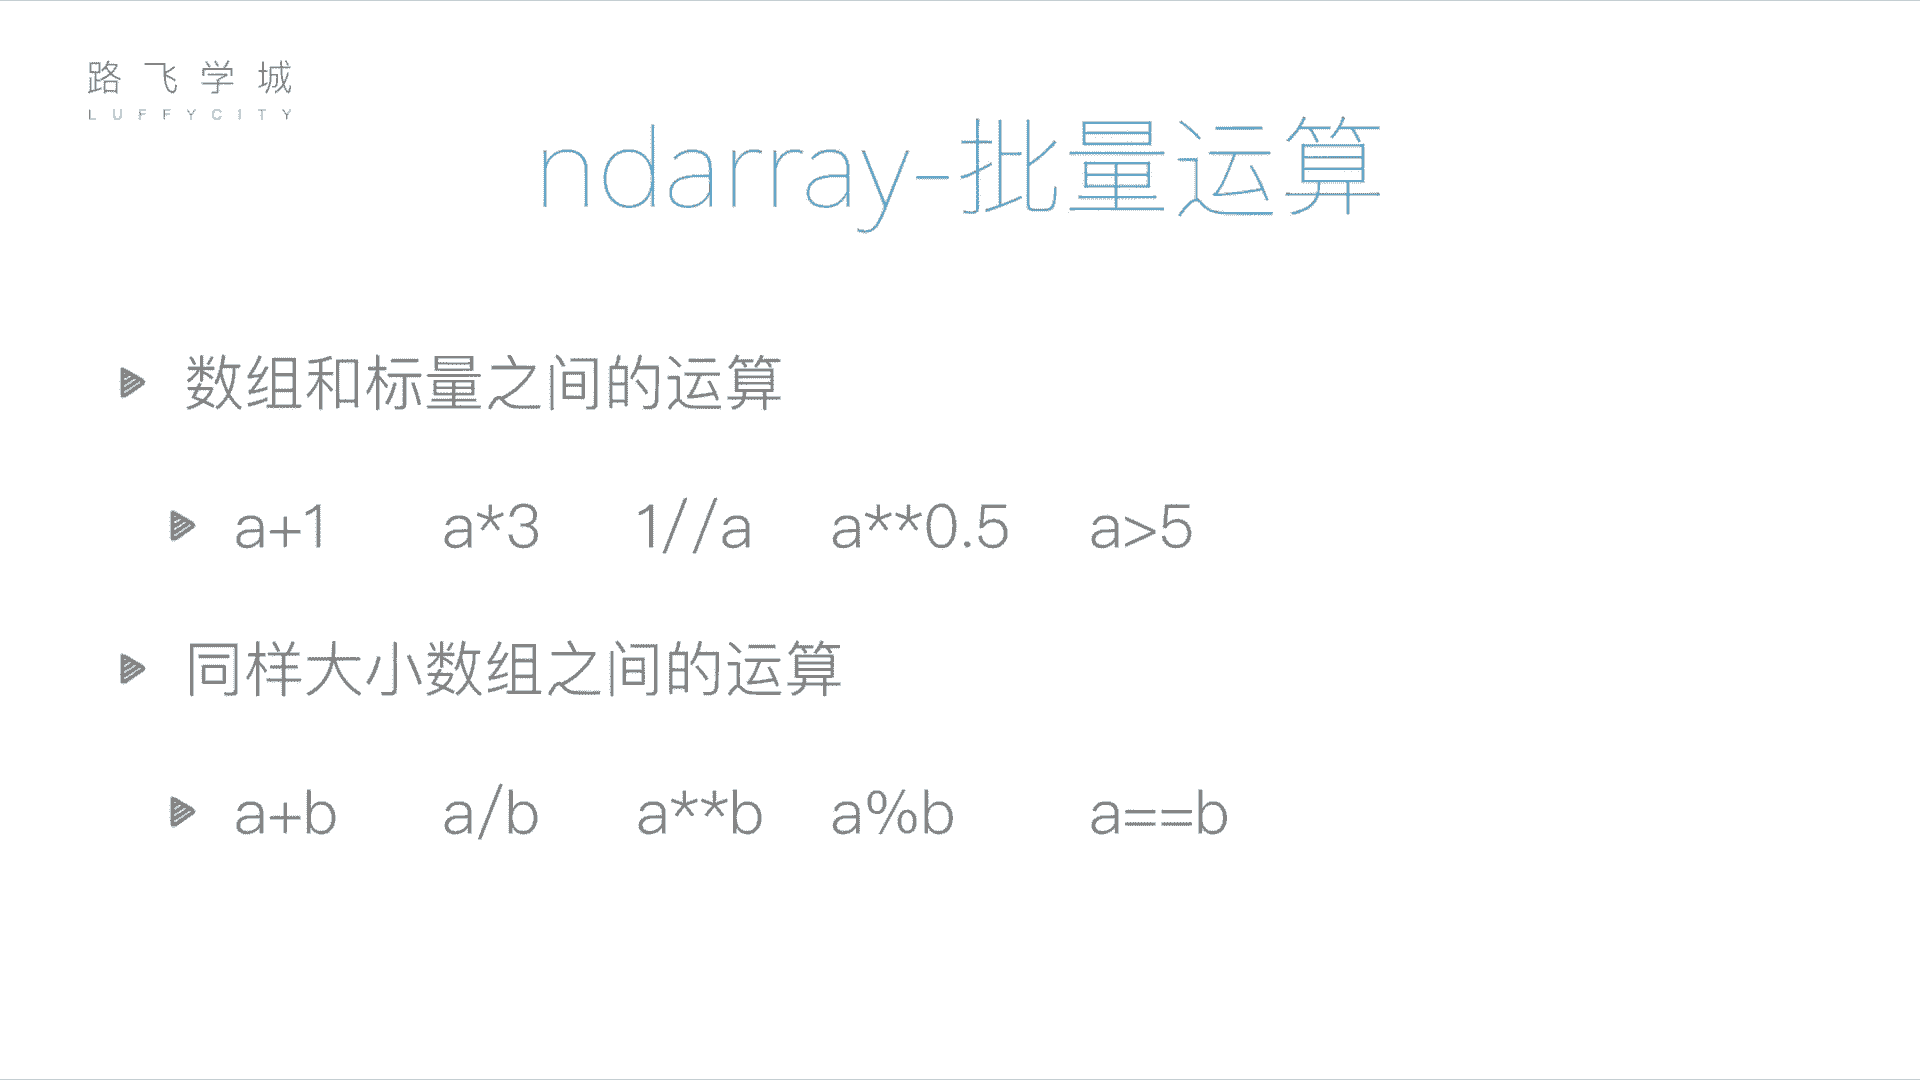 路飞学城
LUFFYCITY
ndarray-批量运算
数组和标量之间的运算
a+1 a*3 1//a a**0.5 a>5
同样大小数组之间的运算
a+b a/b a**b a%b a==b